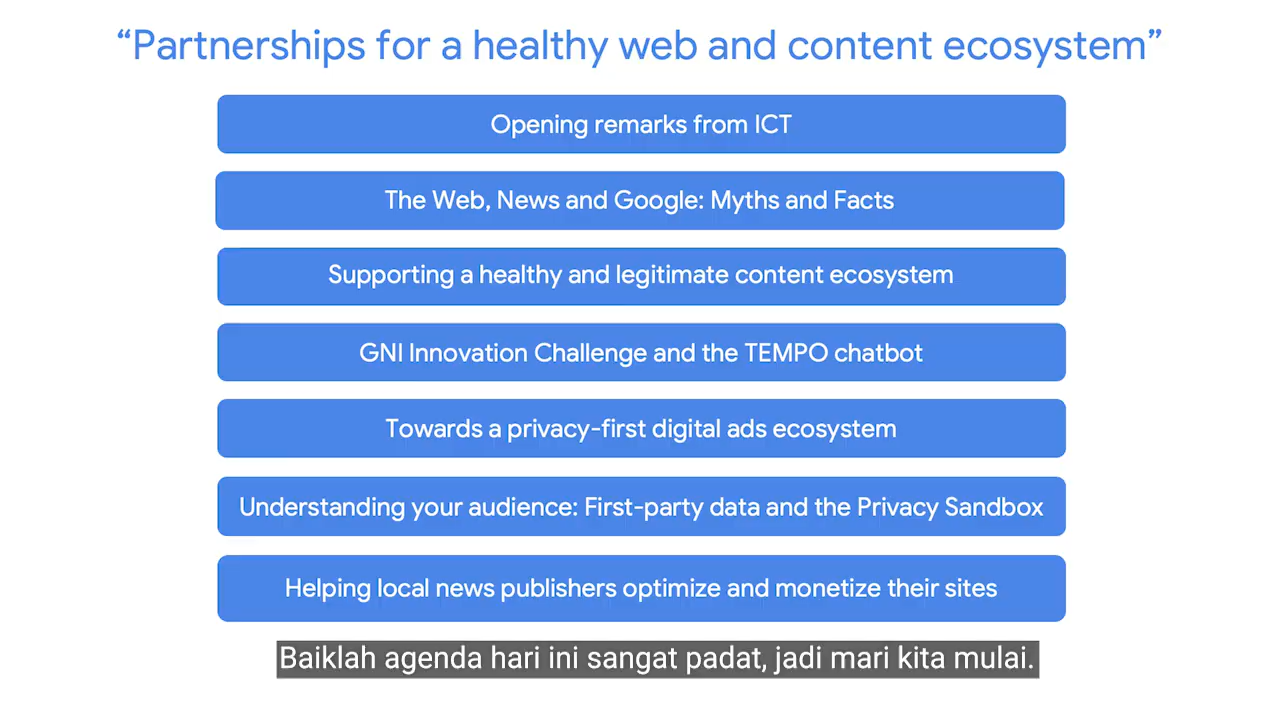 “Partnerships for a healthy web and content ecosystem”
Opening remarks from ICT
The Web, News and Google: Myths and Facts
Supporting a healthy and legitimate content ecosystem
GNI Innovation Challenge and the TEMPO chatbot
Towards a privacy-first digital ads ecosystem
Understanding your audience: First-party data and the Privacy Sandbox
Helping local news publishers optimize and monetize their sites
Baiklah agenda hari ini sangat padat, jadi mari kita mulai.